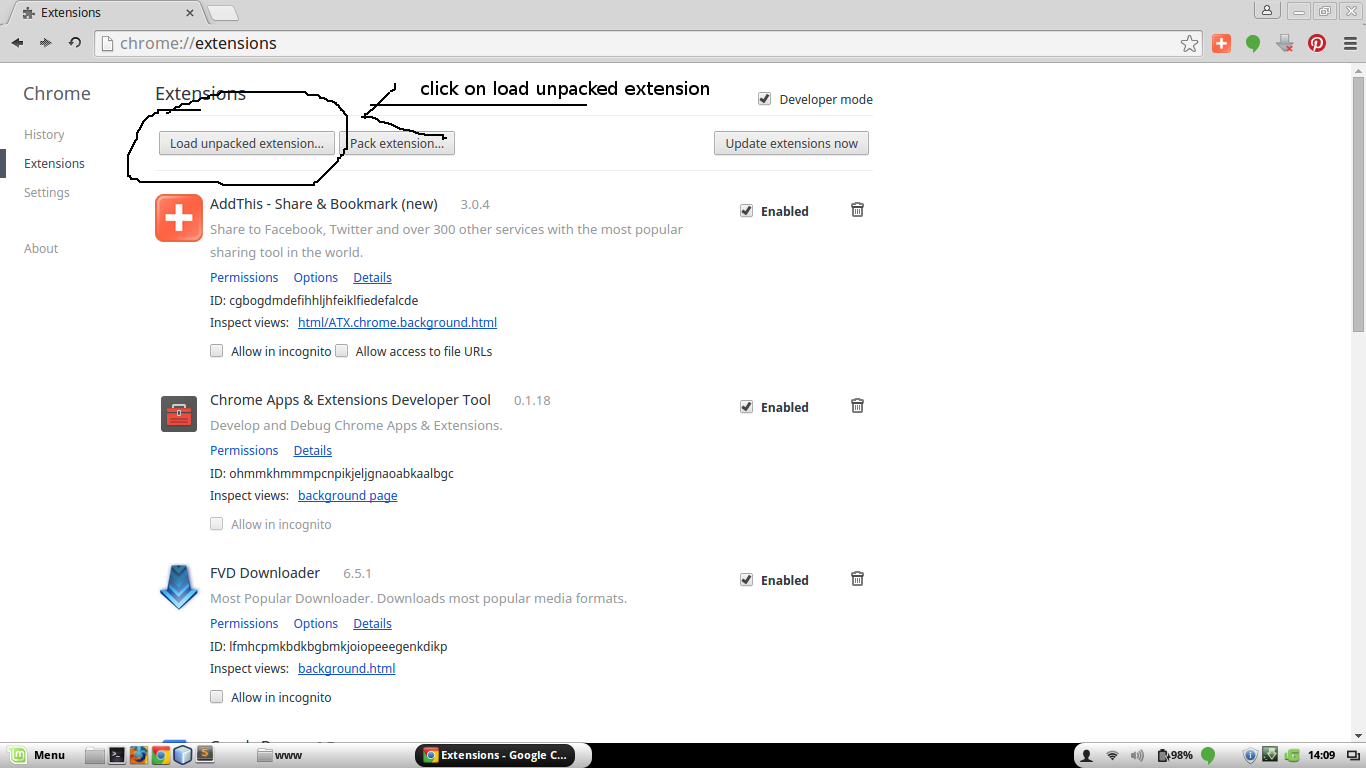 Extensions
chrome://extensions
click on load unpacked extension
Chrome
Extensions
Developer mode
History
Load unpacked extension...
Pack extension...
Update extensions now
Extensions
Settings
About
AddThis - Share & Bookmark (new) 3.0.4
Enabled
Share to Facebook, Twitter and over 300 other services with the most popular
sharing tool in the world.
Permissions Options Details
ID: cgbogdmdefihhljhfeiklfiedefalcde
Inspect views: html/ATX.chrome.background.html
Allow in incognito Allow access to file URLs
Chrome Apps & Extensions Developer Tool 0.1.18
Enabled
Develop and Debug Chrome Apps & Extensions.
Permissions Details
ID: ohmmkhmmmpcnpikjeljgnaoabkaalbgc
Inspect views: background page
Allow in incognito
FVD Downloader 6.5.1
Enabled
Most Popular Downloader. Downloads most popular media formats.
Permissions Options Details
ID: lfmhcpmkbdkbgbmkjoiopeeegenkdikp
Inspect views: background.html
Allow in incognito
Menu
www
Extensions - Google C...
98%
14:09